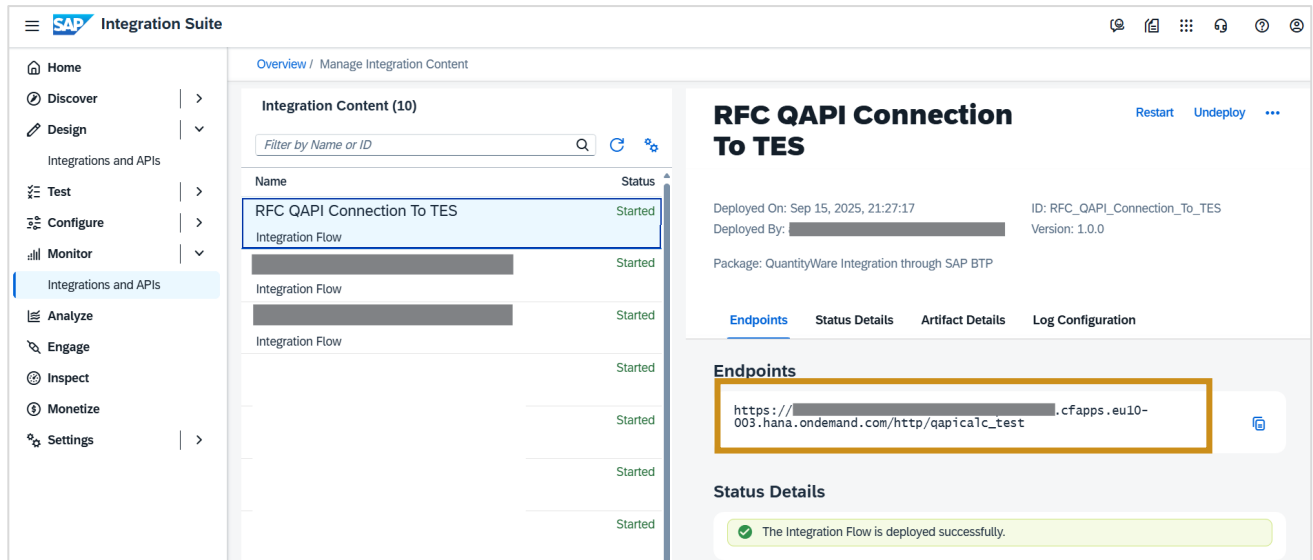 SAP Integration Suite
Home
Discover
Design
Integrations and APIs
Test
Configure
Monitor
Integrations and APIs
Analyze
Engage
Inspect
Monetize
Settings
Overview / Manage Integration Content
Integration Content (10)
Filter by Name or ID
Name Status
RFC QAPI Connection To TES Started
Integration Flow
Started
Integration Flow
Started
Integration Flow
Started
Started
Started
Started
RFC QAPI Connection
To TES
Restart Undeploy
Deployed On: Sep 15, 2025, 21:27:17 ID: RFC_QAPI_Connection_To_TES
Deployed By: Version: 1.0.0
Package: QuantityWare Integration through SAP BTP
Endpoints Status Details Artifact Details Log Configuration
Endpoints
https:// .cfapps.eu10-
003.hana.ondemand.com/http/qapicalc_test
Status Details
The Integration Flow is deployed successfully.